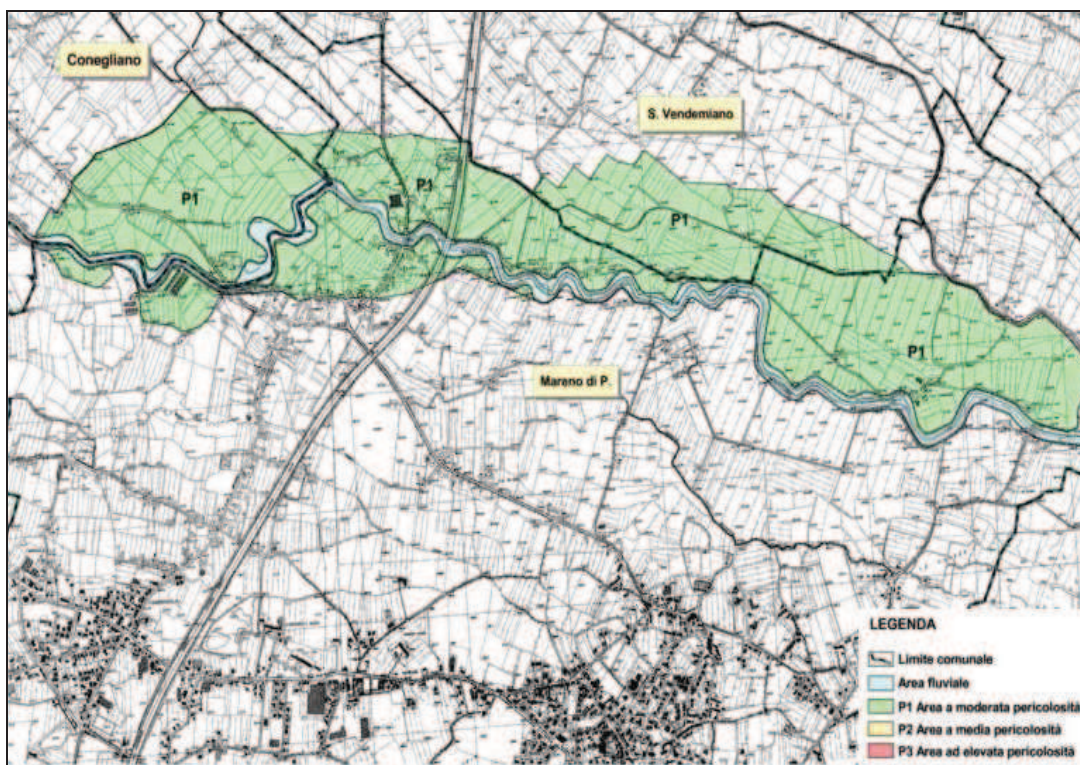 Conegliano
S. Vendemiano
P1
P1
P1
P1
Mareno di P.
LEGENDA
Limite comunale
Area fluviale
P1 Area a moderata pericolosità
P2 Area a media pericolosità
P3 Area ad elevata pericolosità